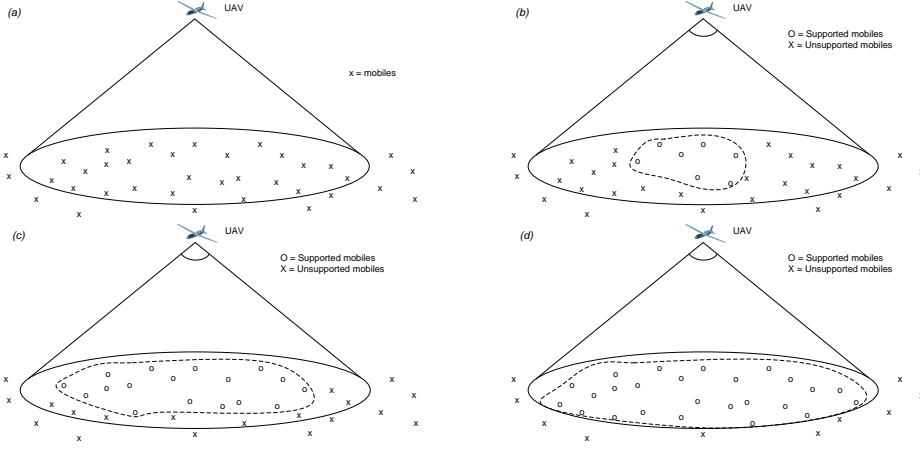 (a)
UAV
x = mobiles
(b)
UAV
O = Supported mobiles
X = Unsupported mobiles
(c)
UAV
O = Supported mobiles
X = Unsupported mobiles
(d)
UAV
O = Supported mobiles
X = Unsupported mobiles